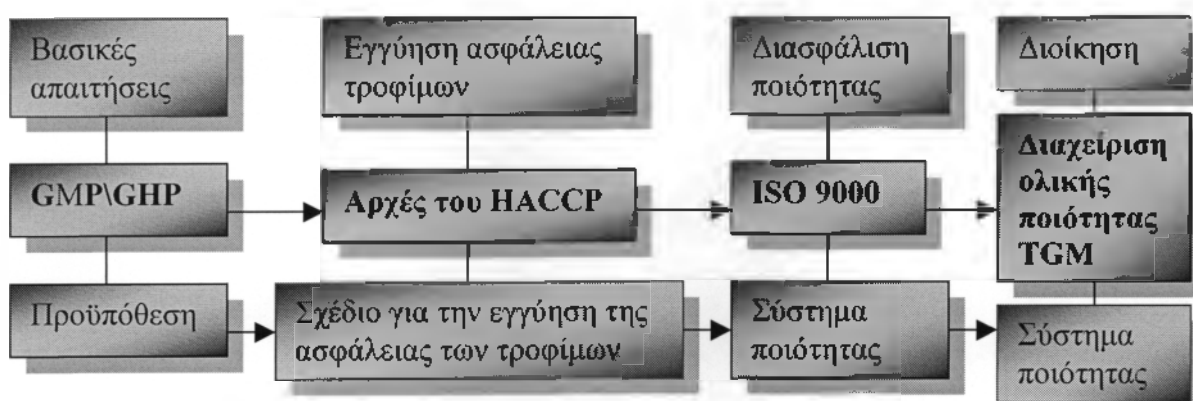 Βασικές
απαιτήσεις
Εγγύηση ασφάλειας
τροφίμων
Διασφάλιση
ποιότητας
Διοίκηση
GMP\GHP
Αρχές του HACCP
ISO 9000
Διαχείριση
ολικής
ποιότητας
TGM
Προϋπόθεση
Σχέδιο για την εγγύηση της
ασφάλειας των τροφίμων
Σύστημα
ποιότητας
Σύστημα
ποιότητας